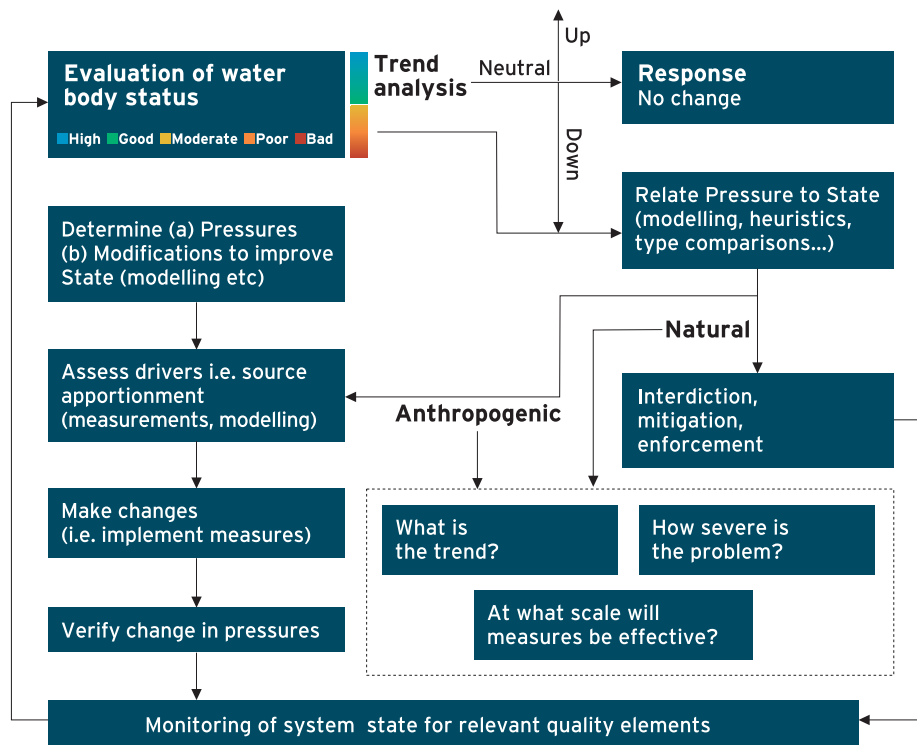 Evaluation of water
body status
High Good Moderate Poor Bad
Trend
analysis
Neutral
Up
Down
Response
No change
Relate Pressure to State
(modelling, heuristics,
type comparisons...)
Determine (a) Pressures
(b) Modifications to improve
State (modelling etc)
Natural
Assess drivers i.e. source
apportionment
(measurements, modelling)
Anthropogenic
Interdiction,
mitigation,
enforcement
Make changes
(i.e. implement measures)
What is
the trend?
How severe is
the problem?
At what scale will
measures be effective?
Verify change in pressures
Monitoring of system state for relevant quality elements